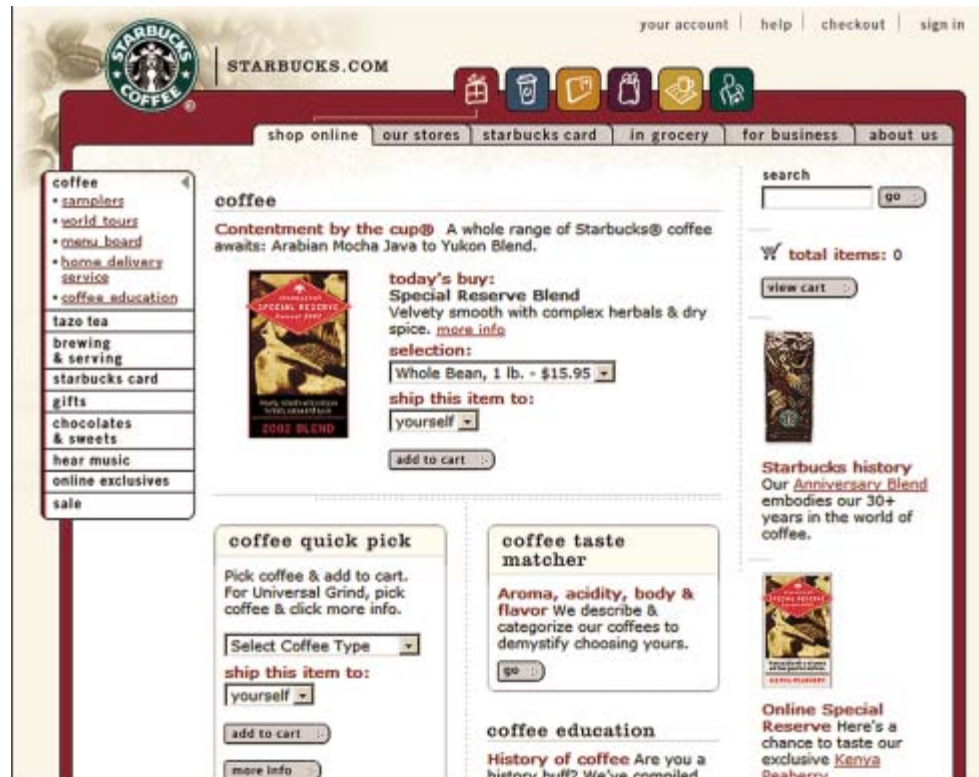 your account
help
checkout
sign in
STARBUCKS
COFFEE
®
STARBUCKS.COM
shop online
our stores
starbucks card
in grocery
for business
about us
coffee
• samplers
• world tours
• menu board
• home delivery
service
• coffee education
tazo tea
brewing
& serving
starbucks card
gifts
chocolates
& sweets
hear music
online exclusives
sale
coffee
Contentment by the cup® A whole range of Starbucks® coffee
awaits: Arabian Mocha Java to Yukon Blend.
SPECIAL RESERVE
2002 BLEND
today's buy:
Special Reserve Blend
Velvety smooth with complex herbals & dry
spice. more info
selection:
Whole Bean, 1 lb. - $15.95
ship this item to:
yourself
add to cart
coffee quick pick
Pick coffee & add to cart.
For Universal Grind, pick
coffee & click more info.
Select Coffee Type
ship this item to:
yourself
add to cart
more info
coffee taste
matcher
Aroma, acidity, body &
flavor We describe &
categorize our coffees to
demystify choosing yours.
go
coffee education
History of coffee Are you a
history buff? We've compiled
search
go
total items: 0
view cart
Starbucks history
Our Anniversary Blend
embodies our 30+
years in the world of
coffee.
Online Special
Reserve Here's a
chance to taste our
exclusive Kenya
Peaberry